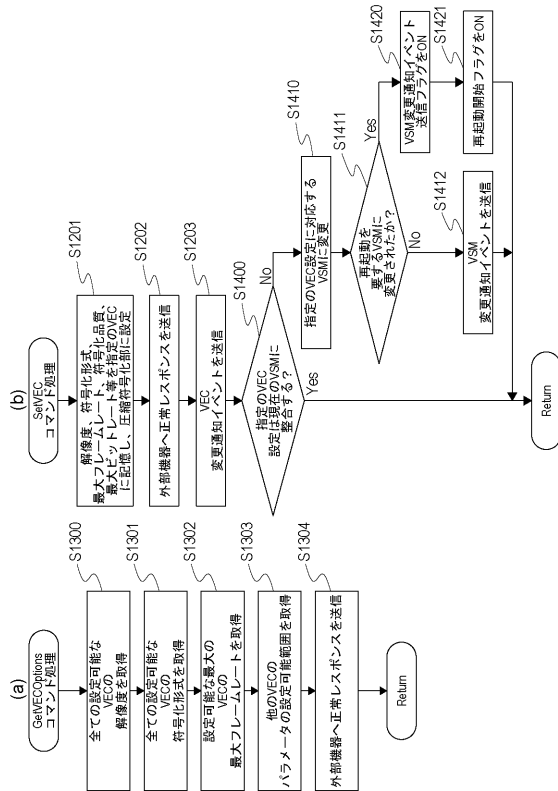 (a)
GetVECOptions
コマンド処理
S1300
全ての設定可能な
VECの
解像度を取得
S1301
全ての設定可能な
VECの
符号化形式を取得
S1302
設定可能な最大の
VECの
最大フレームレートを取得
S1303
他のVECの
パラメータの設定可能範囲を取得
S1304
外部機器へ正常レスポンスを送信
Return
(b)
SetVEC
コマンド処理
S1201
解像度、符号化形式、
最大フレームレート、符号化品質、
最大ビットレート等を指定のVEC
に記憶し、圧縮符号化部に設定
S1202
外部機器へ正常レスポンスを送信
S1203
VEC
変更通知イベントを送信
S1400
指定のVEC
設定は現在のVSMに
整合する?
No
Yes
S1410
指定のVEC設定に対応する
VSMに変更
S1411
再起動を
要するVSMに
変更されたか?
Yes
No
S1412
VSM
変更通知イベントを送信
S1420
VSM変更通知イベント
送信フラグをON
S1421
再起動開始フラグをON
Return